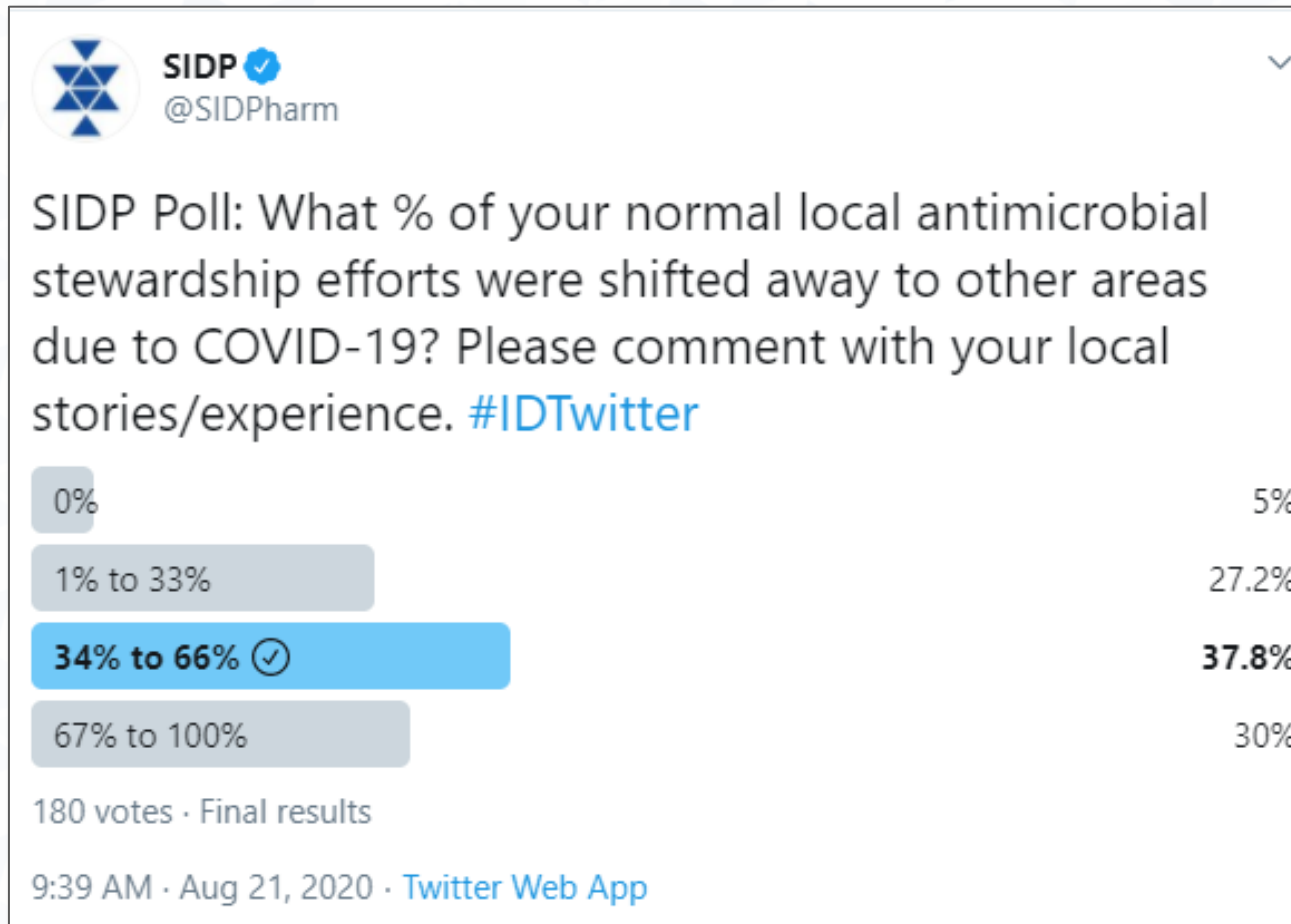 SIDP
@SIDPharm
SIDP Poll: What % of your normal local antimicrobial
stewardship efforts were shifted away to other areas
due to COVID-19? Please comment with your local
stories/experience. #IDTwitter
0% 5%
1% to 33% 27.2%
34% to 66% 37.8%
67% to 100% 30%
180 votes · Final results
9:39 AM · Aug 21, 2020 · Twitter Web App